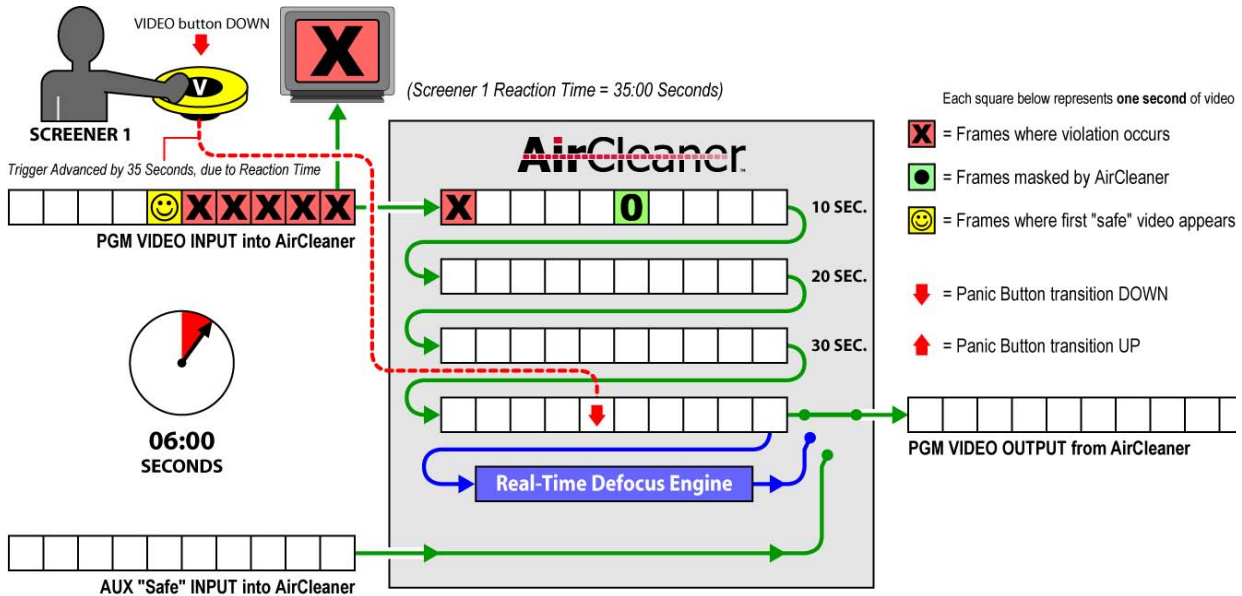 VIDEO button DOWN
V
X
SCREENER 1
(Screener 1 Reaction Time = 35:00 Seconds)
Trigger Advanced by 35 Seconds, due to Reaction Time
X X X X X
PGM VIDEO INPUT into AirCleaner
AirCleaner™
X 0
10 SEC.
20 SEC.
30 SEC.
Real-Time Defocus Engine
06:00
SECONDS
AUX "Safe" INPUT into AirCleaner
Each square below represents one second of video
X = Frames where violation occurs
= Frames masked by AirCleaner
= Frames where first "safe" video appears
= Panic Button transition DOWN
= Panic Button transition UP
PGM VIDEO OUTPUT from AirCleaner